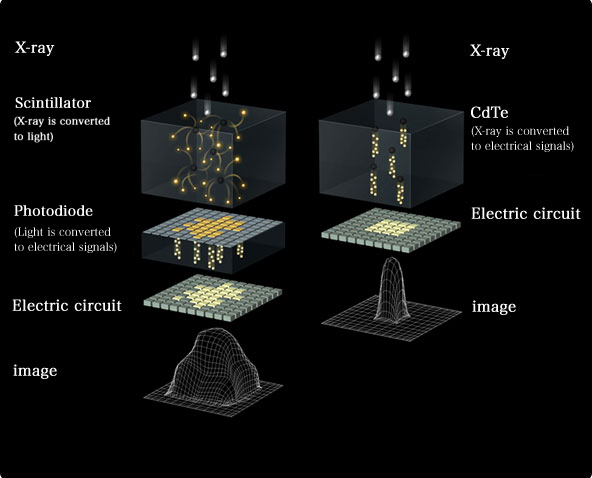 X-ray
Scintillator
(X-ray is converted
to light)
Photodiode
(Light is converted
to electrical signals)
Electric circuit
image
X-ray
CdTe
(X-ray is converted
to electrical signals)
Electric circuit
image